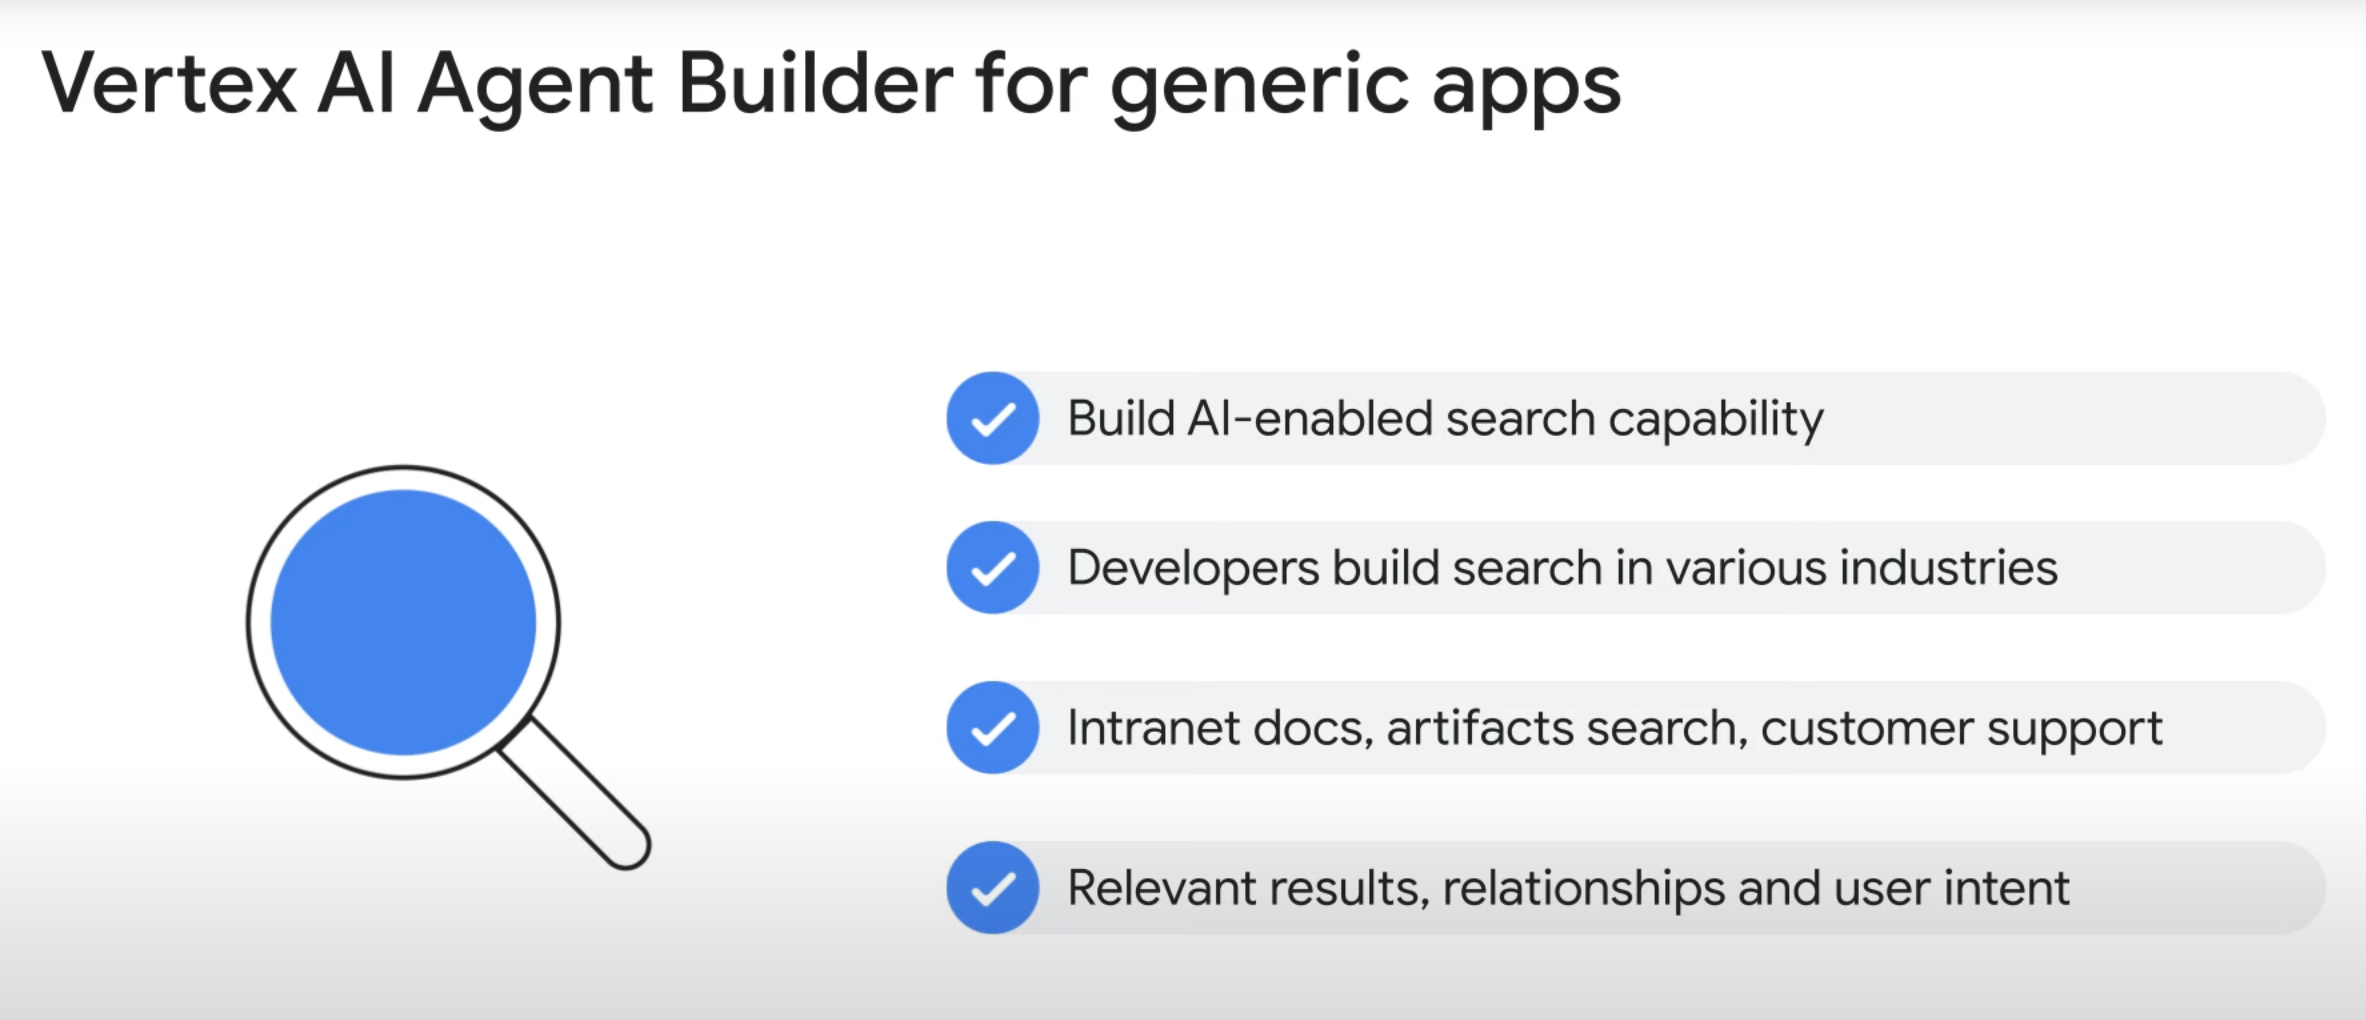 Vertex AI Agent Builder for generic apps
Build AI-enabled search capability
Developers build search in various industries
Intranet docs, artifacts search, customer support
Relevant results, relationships and user intent